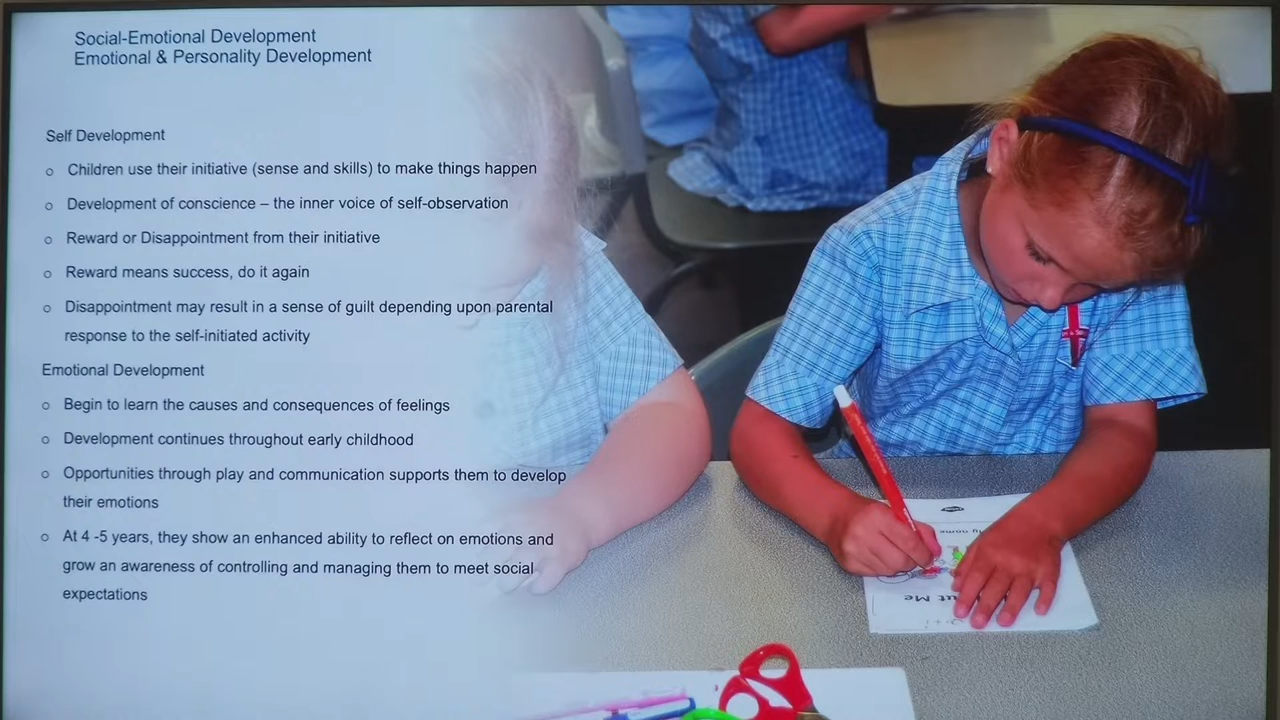 Social-Emotional Development
Emotional & Personality Development
Self Development
o Children use their initiative (sense and skills) to make things happen
o Development of conscience – the inner voice of self-observation
o Reward or Disappointment from their initiative
o Reward means success, do it again
o Disappointment may result in a sense of guilt depending upon parental
response to the self-initiated activity
Emotional Development
o Begin to learn the causes and consequences of feelings
o Development continues throughout early childhood
o Opportunities through play and communication supports them to develop
their emotions
o At 4 -5 years, they show an enhanced ability to reflect on emotions and
grow an awareness of controlling and managing them to meet social
expectations
name
Me